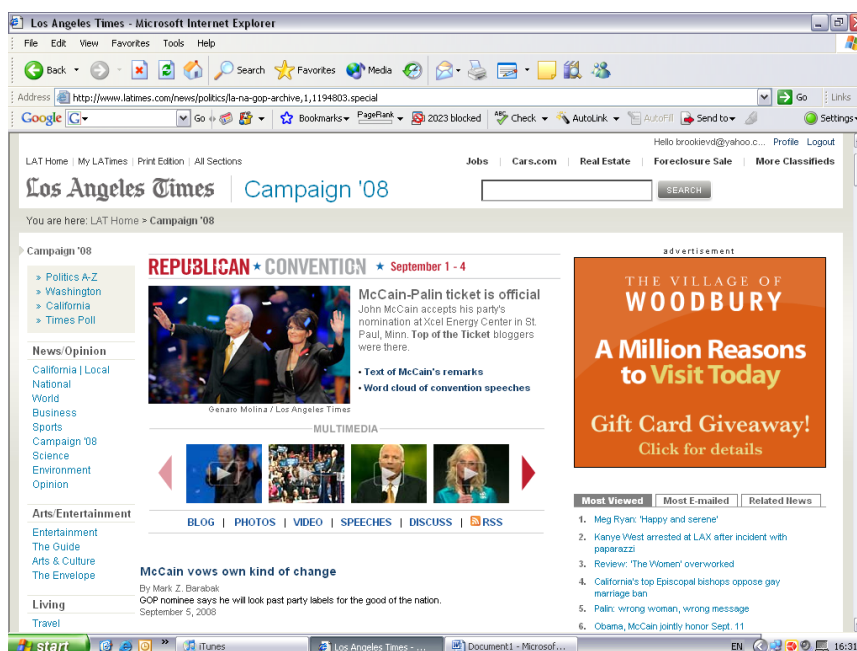 Los Angeles Times - Microsoft Internet Explorer
File Edit View Favorites Tools Help
Back Search Favorites Media
Address http://www.latimes.com/news/politics/la-na-gop-archive,1,1194803.special Go Links
Google G Go Bookmarks PageRank 2023 blocked ABC Check AutoLink AutoFill Send to Settings
Hello brookievd@yahoo.c... Profile Logout
LAT Home | My LATimes | Print Edition | All Sections
Jobs | Cars.com | Real Estate | Foreclosure Sale | More Classifieds
Los Angeles Times Campaign '08
SEARCH
You are here: LAT Home > Campaign '08
Campaign '08
» Politics A-Z
» Washington
» California
» Times Poll
News/Opinion
California | Local
National
World
Business
Sports
Campaign '08
Science
Environment
Opinion
Arts/Entertainment
Entertainment
The Guide
Arts & Culture
The Envelope
Living
Travel
REPUBLICAN ★ CONVENTION ★ September 1 - 4
McCain-Palin ticket is official
John McCain accepts his party's
nomination at Xcel Energy Center in St.
Paul, Minn. Top of the Ticket bloggers
were there.
• Text of McCain's remarks
• Word cloud of convention speeches
Genaro Molina / Los Angeles Times
MULTIMEDIA
BLOG | PHOTOS | VIDEO | SPEECHES | DISCUSS | RSS
McCain vows own kind of change
By Mark Z. Barabak
GOP nominee says he will look past party labels for the good of the nation.
September 5, 2008
advertisement
THE VILLAGE OF
WOODBURY
A Million Reasons
to Visit Today
Gift Card Giveaway!
Click for details
Most Viewed Most E-mailed Related News
1. Meg Ryan: 'Happy and serene'
2. Kanye West arrested at LAX after incident with
paparazzi
3. Review: 'The Women' overworked
4. California's top Episcopal bishops oppose gay
marriage ban
5. Palin: wrong woman, wrong message
6. Obama, McCain jointly honor Sept. 11
start iTunes Los Angeles Times - ... Document1 - Microsof... EN 16:31